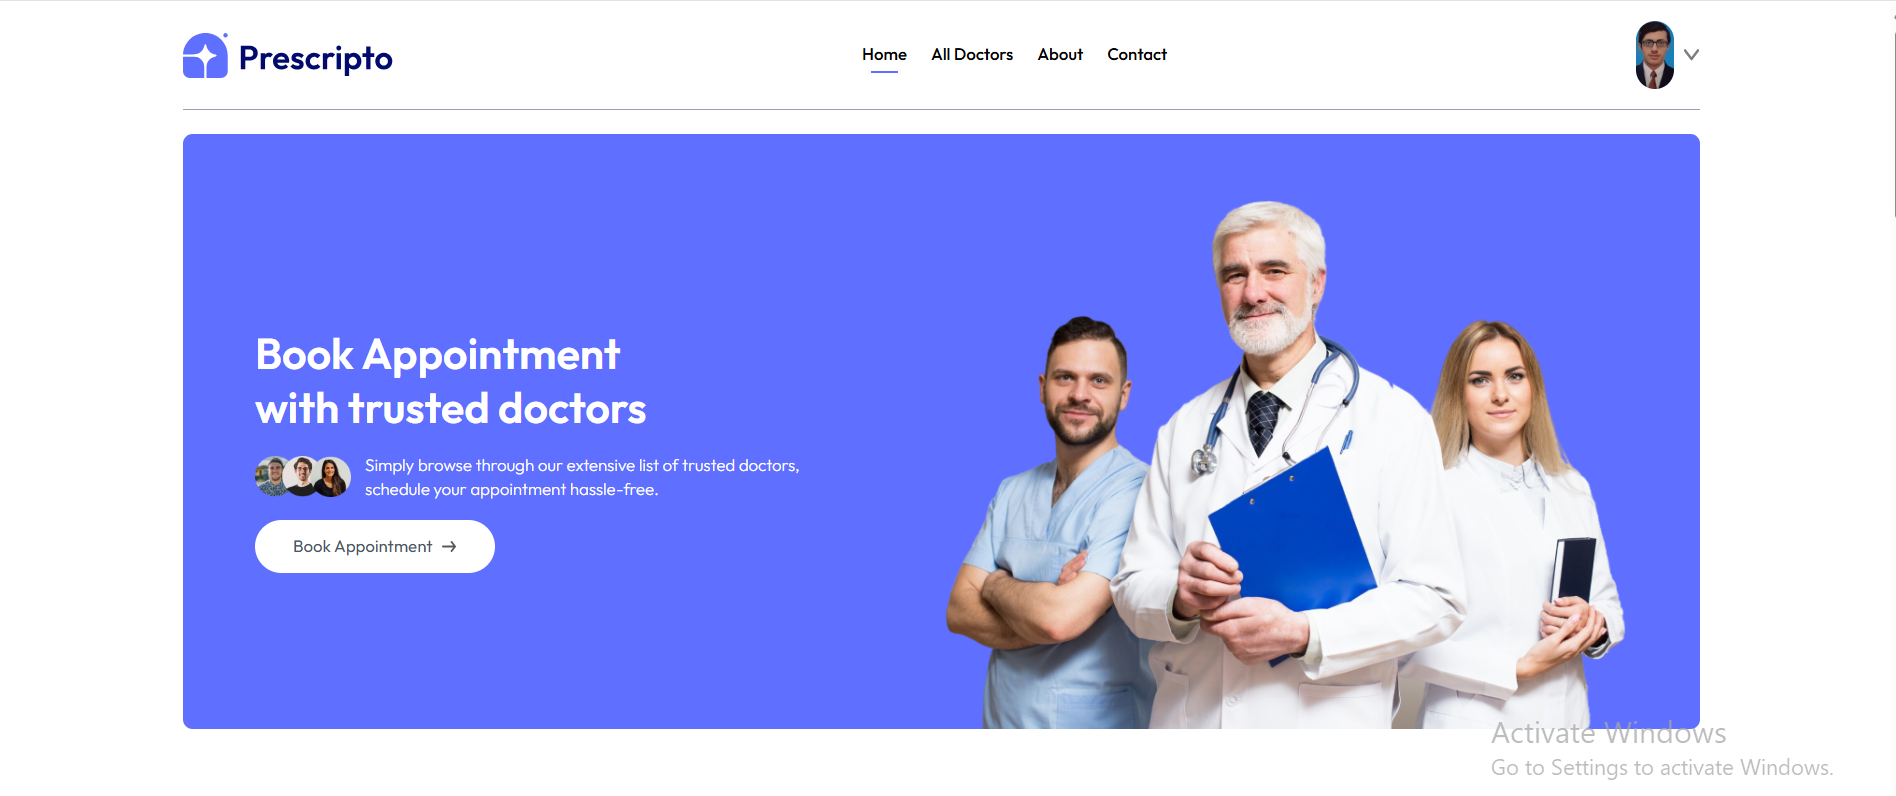 Prescripto
Home
All Doctors
About
Contact
Book Appointment
with trusted doctors
Simply browse through our extensive list of trusted doctors,
schedule your appointment hassle-free.
Book Appointment →
Activate Windows
Go to Settings to activate Windows.